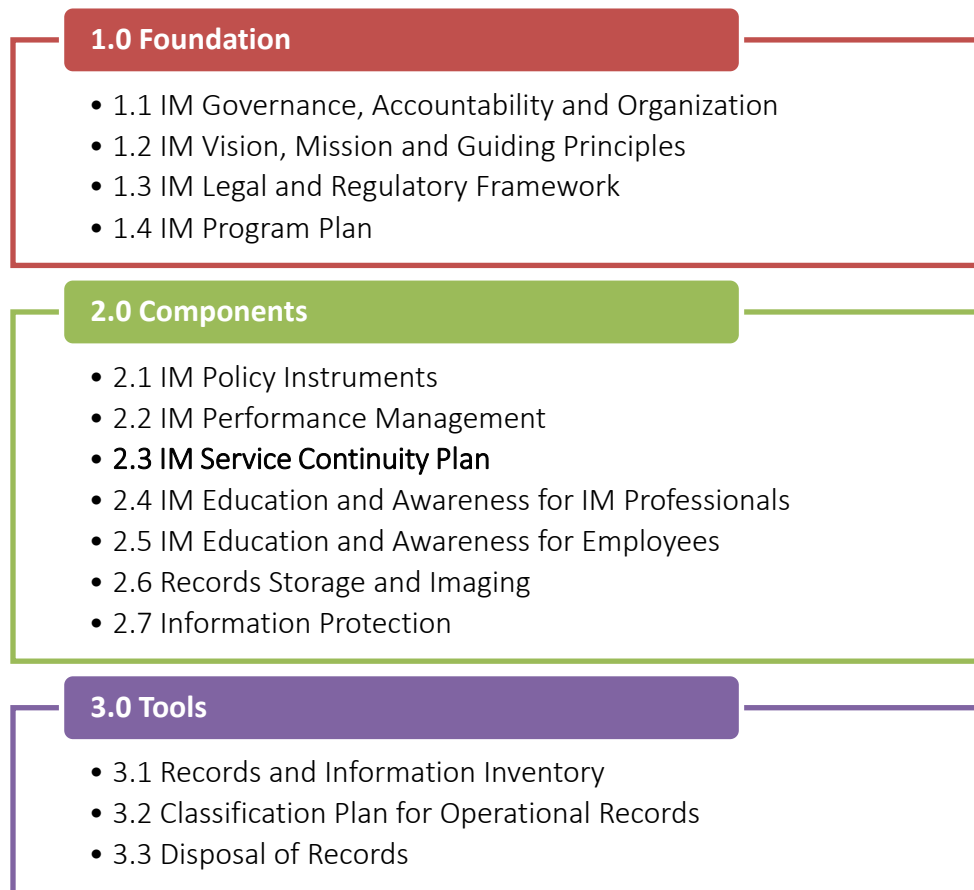 1.0 Foundation
• 1.1 IM Governance, Accountability and Organization
• 1.2 IM Vision, Mission and Guiding Principles
• 1.3 IM Legal and Regulatory Framework
• 1.4 IM Program Plan
2.0 Components
• 2.1 IM Policy Instruments
• 2.2 IM Performance Management
• 2.3 IM Service Continuity Plan
• 2.4 IM Education and Awareness for IM Professionals
• 2.5 IM Education and Awareness for Employees
• 2.6 Records Storage and Imaging
• 2.7 Information Protection
3.0 Tools
• 3.1 Records and Information Inventory
• 3.2 Classification Plan for Operational Records
• 3.3 Disposal of Records